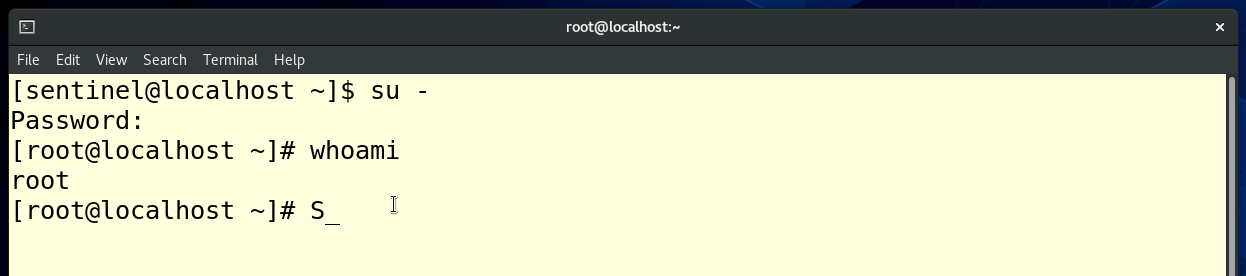 root@localhost:~
File Edit View Search Terminal Help
[sentinel@localhost ~]$ su -
Password:
[root@localhost ~]# whoami
root
[root@localhost ~]# S_